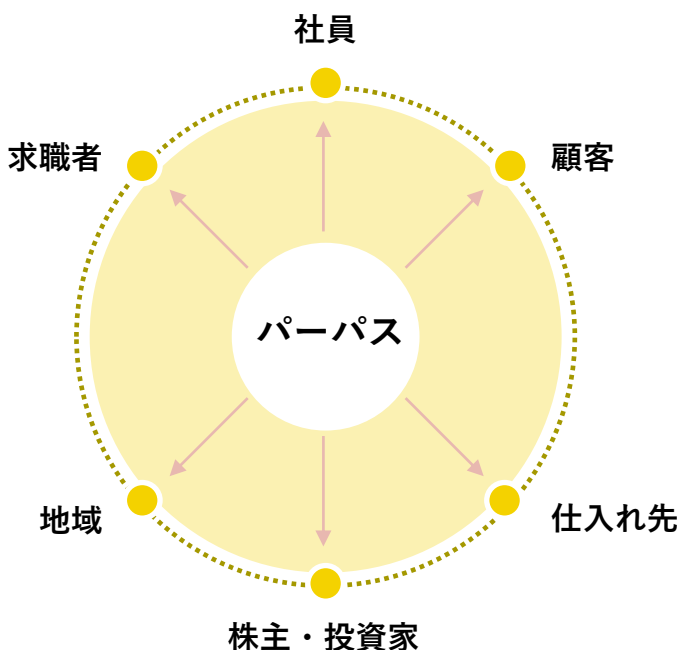 社員
求職者
顧客
パーパス
地域
仕入れ先
株主・投資家